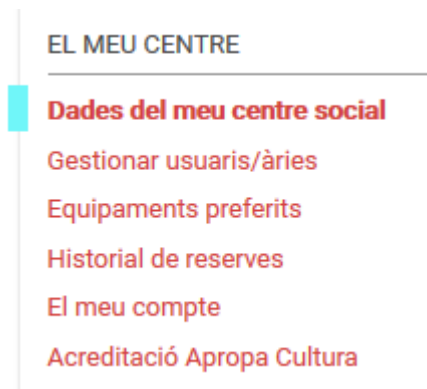 EL MEU CENTRE
Dades del meu centre social
Gestionar usuaris/àries
Equipaments preferits
Historial de reserves
El meu compte
Acreditació Apropa Cultura